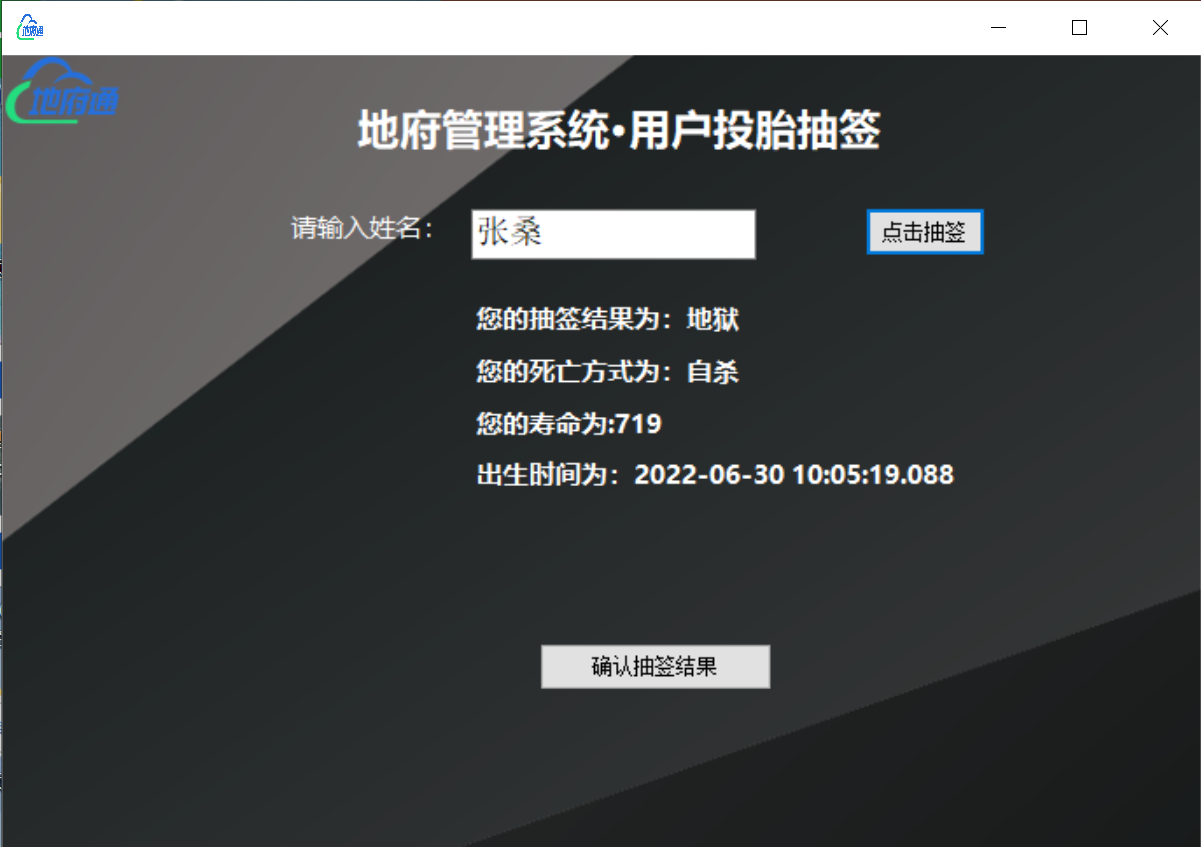 地府通
地府通
地府管理系统·用户投胎抽签
请输入姓名：
张桑
点击抽签
您的抽签结果为：地狱
您的死亡方式为：自杀
您的寿命为:719
出生时间为：2022-06-30 10:05:19.088
确认抽签结果